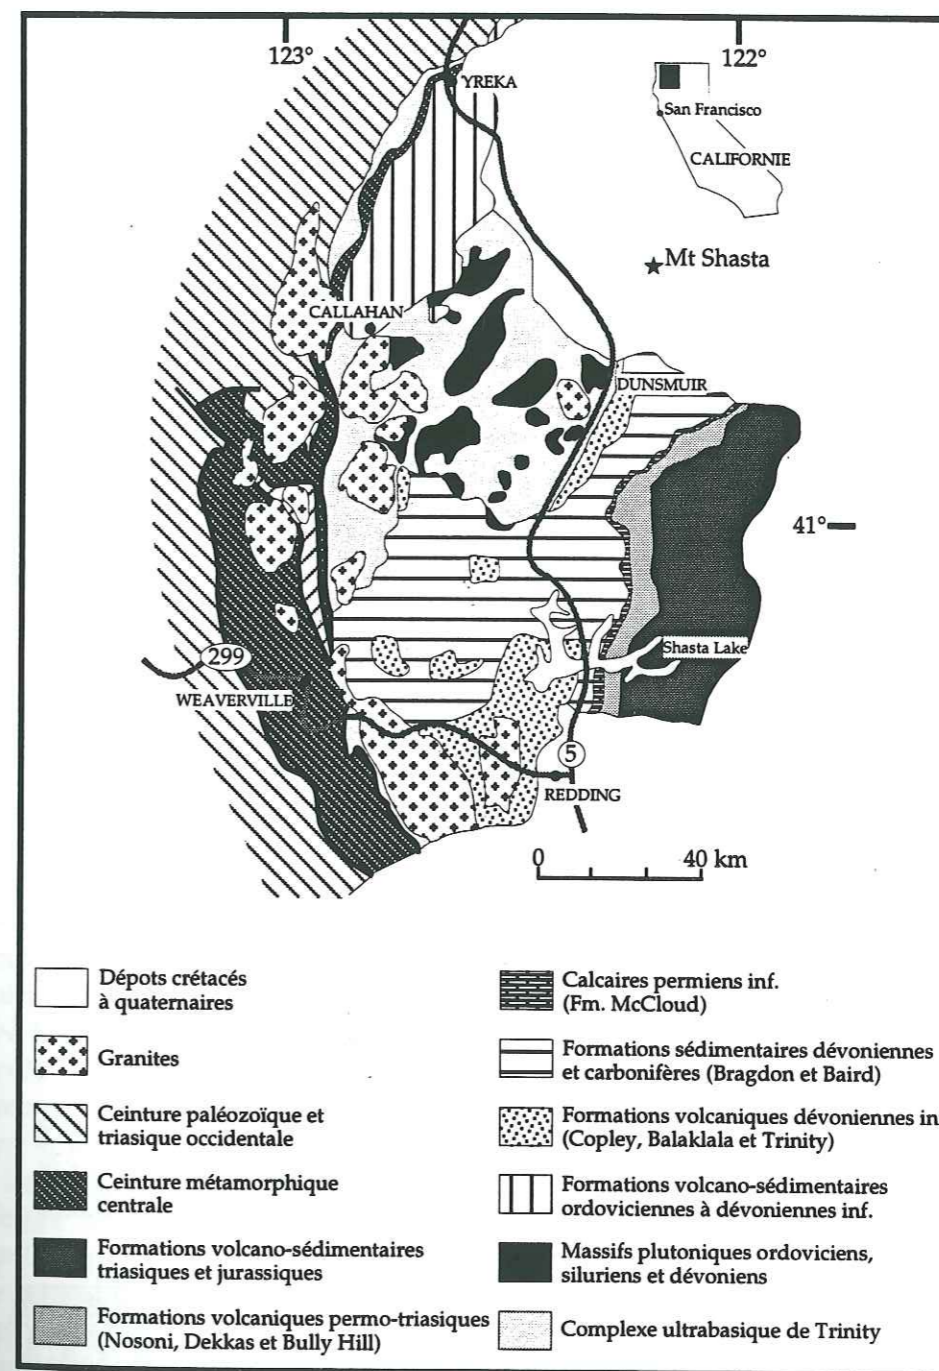 123°
122°
YREKA
San Francisco
CALIFORNIE
Mt Shasta
CALLAHAN
DUNSMUIR
41°
Shasta Lake
299
WEAVERVILLE
5
REDDING
0 40 km
Dépots crétacés
à quaternaires
Granites
Ceinture paléozoïque et
triasique occidentale
Ceinture métamorphique
centrale
Formations volcano-sédimentaires
triasiques et jurassiques
Formations volcaniques permo-triasiques
(Nosoni, Dekkas et Bully Hill)
Calcaires permiens inf.
(Fm. McCloud)
Formations sédimentaires dévoniennes
et carbonifères (Bragdon et Baird)
Formations volcaniques dévoniennes in
(Copley, Balaklala et Trinity)
Formations volcano-sédimentaires
ordoviciennes à dévoniennes inf.
Massifs plutoniques ordoviciens,
siluriens et dévoniens
Complexe ultrabasique de Trinity